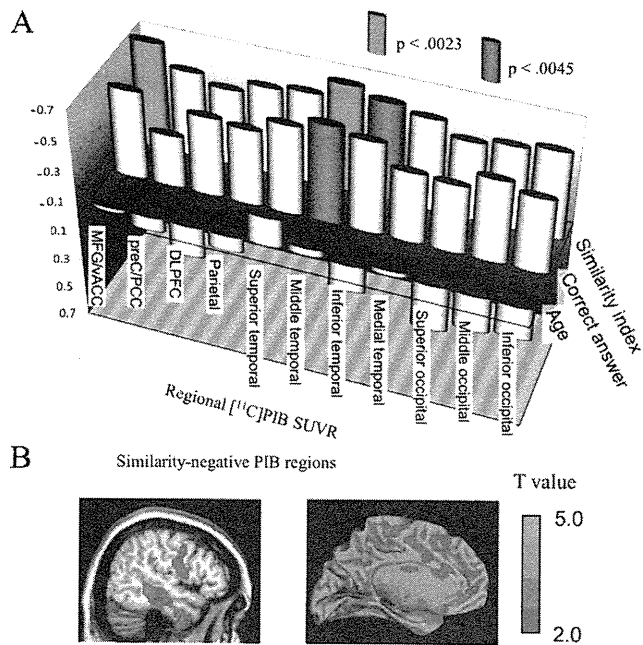 A
p < .0023
p < .0045
-0.7
-0.5
-0.3
-0.1
0.1
0.3
0.5
0.7
MFG/vACC
preC/PCC
DLPFC
Parietal
Superior temporal
Middle temporal
Inferior temporal
Medial temporal
Superior occipital
Middle occipital
Inferior occipital
Similarity index
Correct answer
Age
Regional [¹¹C]PIB SUVR
B
Similarity-negative PIB regions
T value
5.0
2.0